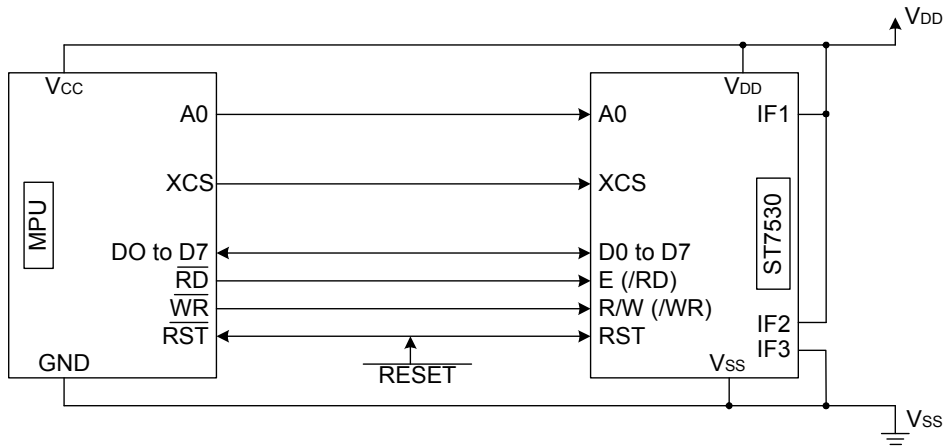 VDD
VCC
VDD
A0
A0
IF1
XCS
XCS
MPU
ST7530
DO to D7
D0 to D7
RD
E (/RD)
WR
R/W (/WR)
RST
RST
IF2
IF3
GND
RESET
VSS
VSS